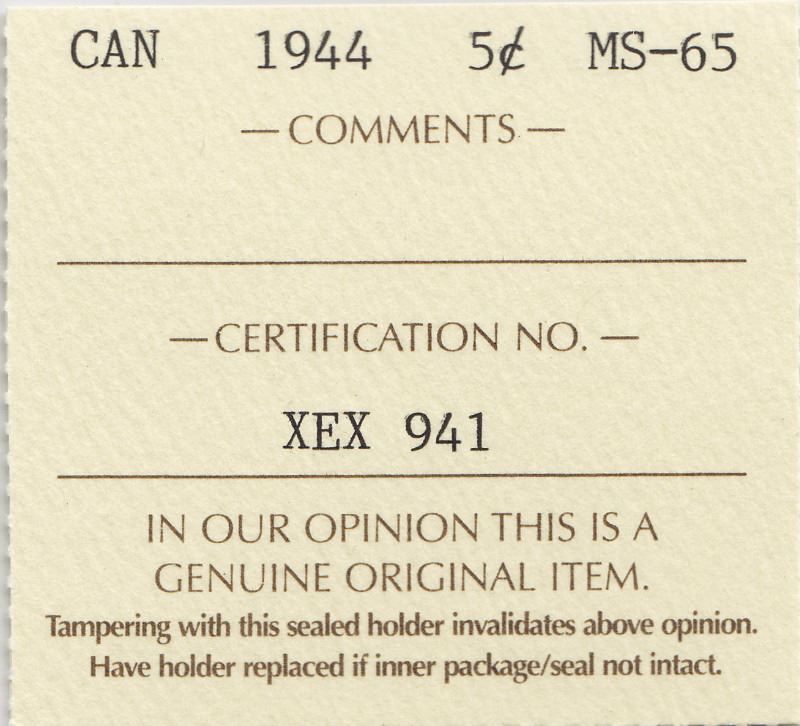 CAN 1944 5¢ MS-65
—COMMENTS—
—CERTIFICATION NO.—
XEX 941
IN OUR OPINION THIS IS A
GENUINE ORIGINAL ITEM.
Tampering with this sealed holder invalidates above opinion.
Have holder replaced if inner package/seal not intact.